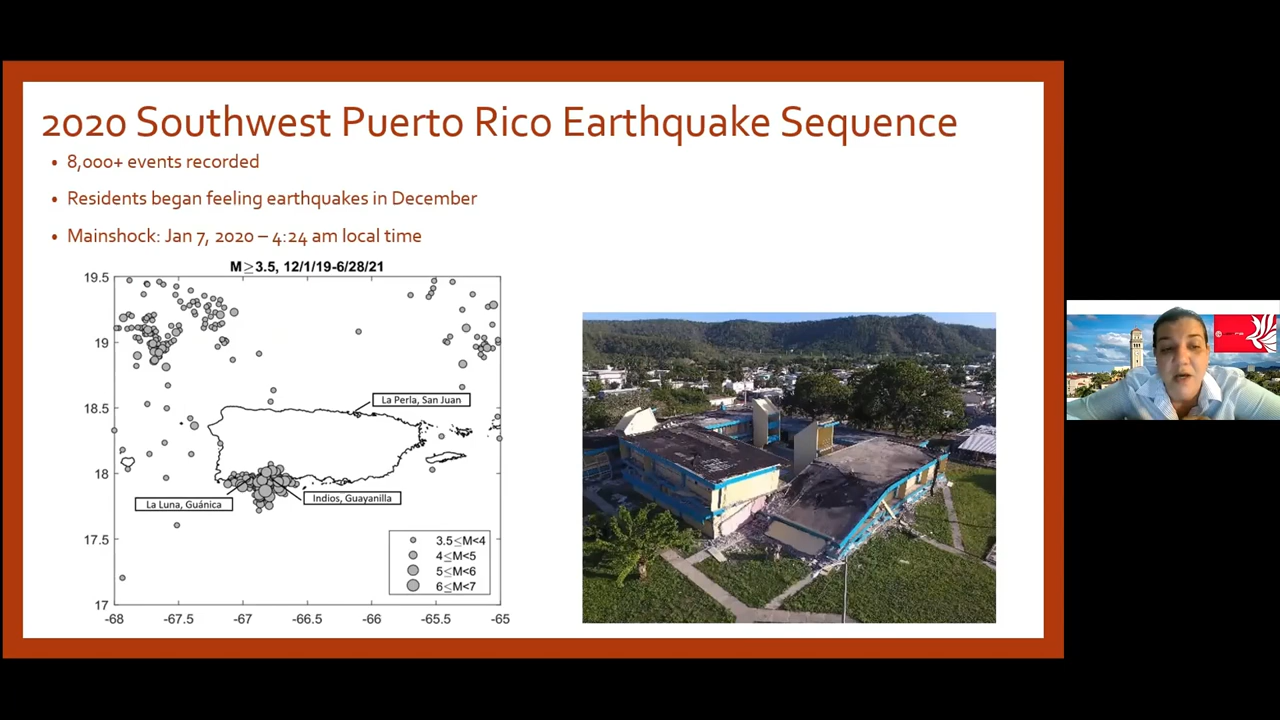 2020 Southwest Puerto Rico Earthquake Sequence
• 8,000+ events recorded
• Residents began feeling earthquakes in December
• Mainshock: Jan 7, 2020 – 4:24 am local time
M≥3.5, 12/1/19-6/28/21
19.5
19
18.5
18
17.5
17
La Perla, San Juan
La Luna, Guánica
Indios, Guayanilla
3.5≤M<4
4≤M<5
5≤M<6
6≤M<7
-68
-67.5
-67
-66.5
-66
-65.5
-65